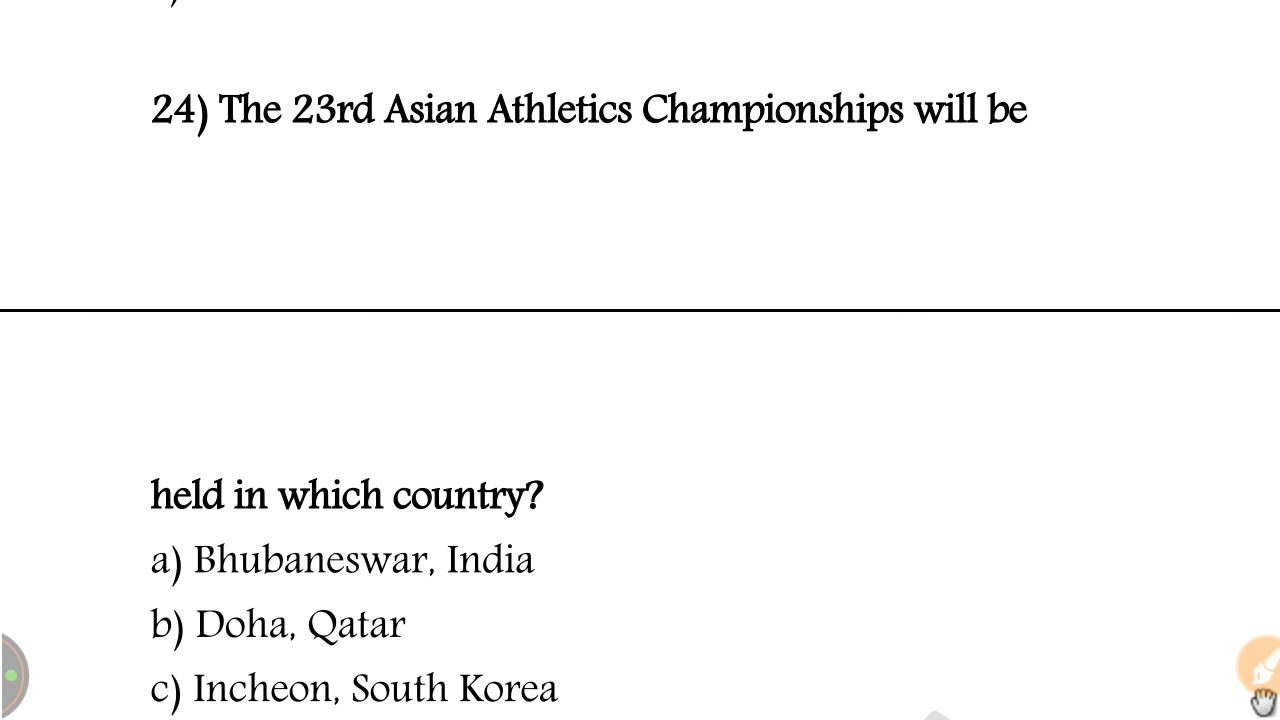 24) The 23rd Asian Athletics Championships will be
held in which country?
a) Bhubaneswar, India
b) Doha, Qatar
c) Incheon, South Korea